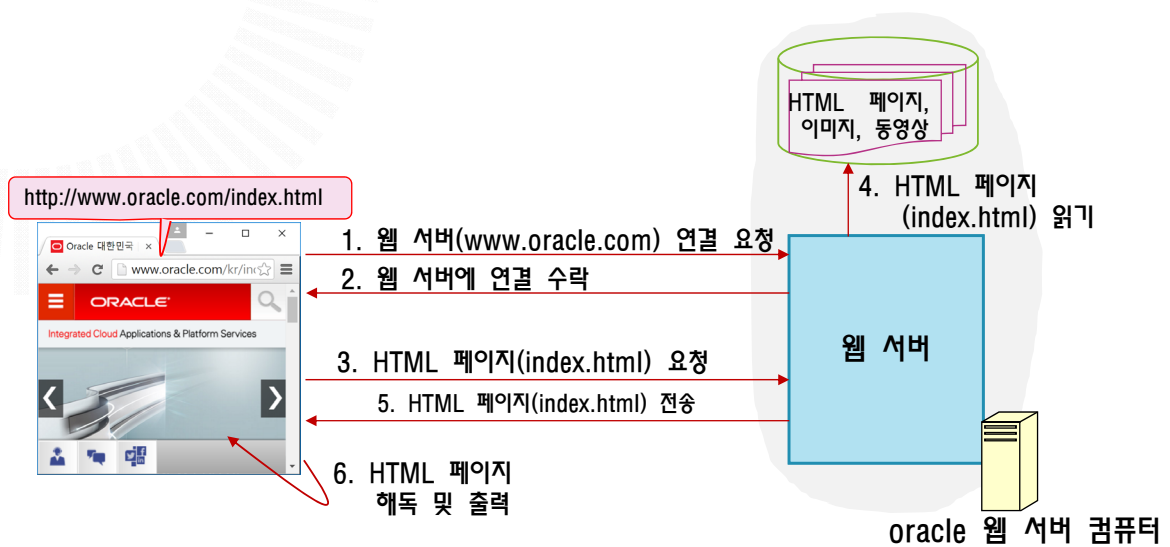 HTML 페이지,
이미지, 동영상
http://www.oracle.com/index.html
4. HTML 페이지
(index.html) 읽기
Oracle 대한민국
1. 웹 서버(www.oracle.com) 연결 요청
www.oracle.com/kr/in
2. 웹 서버에 연결 수락
ORACLE
Integrated Cloud Applications & Platform Services
웹 서버
3. HTML 페이지(index.html) 요청
5. HTML 페이지(index.html) 전송
6. HTML 페이지
해독 및 출력
oracle 웹 서버 컴퓨터